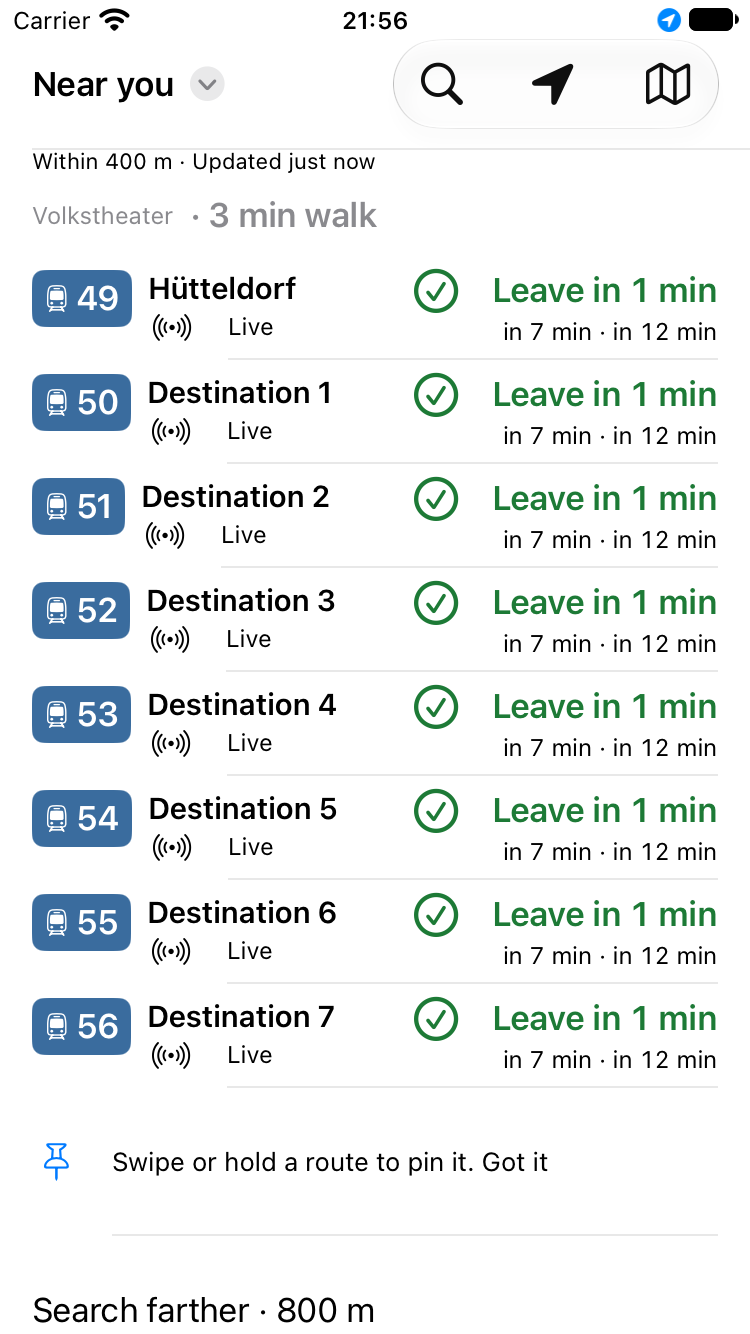 Carrier 21:56
Near you
Within 400 m · Updated just now
Volkstheater · 3 min walk
49 Hütteldorf Leave in 1 min
Live in 7 min · in 12 min
50 Destination 1 Leave in 1 min
Live in 7 min · in 12 min
51 Destination 2 Leave in 1 min
Live in 7 min · in 12 min
52 Destination 3 Leave in 1 min
Live in 7 min · in 12 min
53 Destination 4 Leave in 1 min
Live in 7 min · in 12 min
54 Destination 5 Leave in 1 min
Live in 7 min · in 12 min
55 Destination 6 Leave in 1 min
Live in 7 min · in 12 min
56 Destination 7 Leave in 1 min
Live in 7 min · in 12 min
Swipe or hold a route to pin it. Got it
Search farther · 800 m